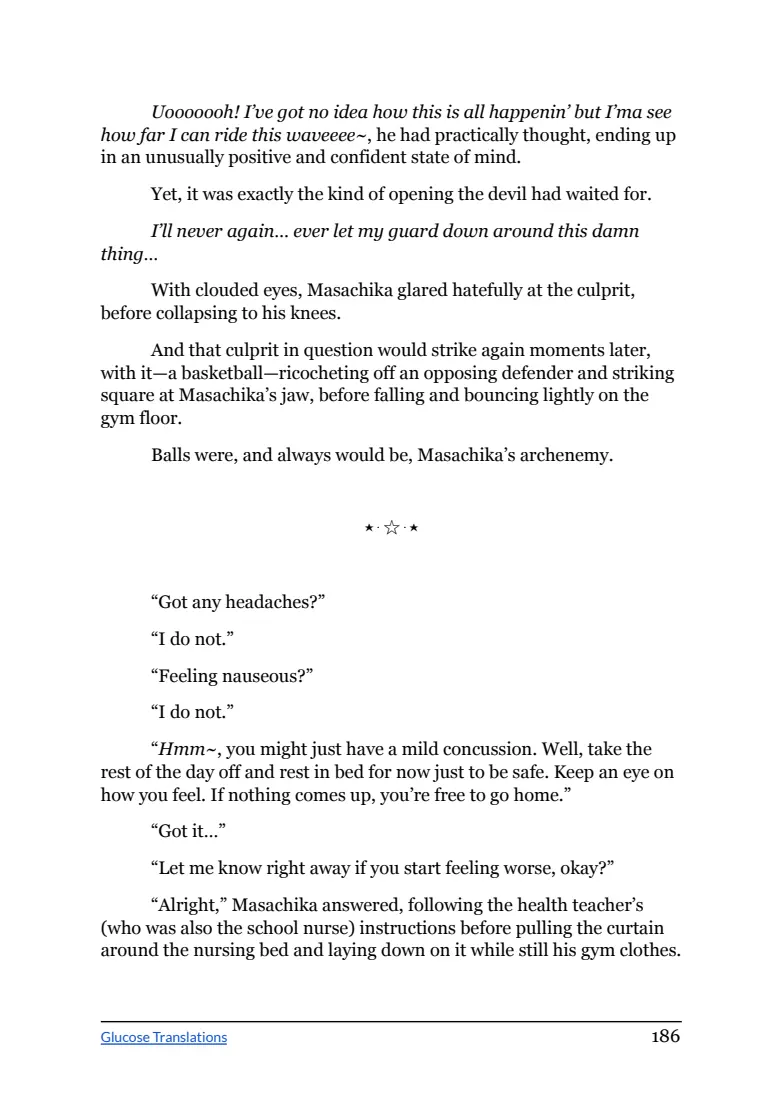 Uooooooh! I've got no idea how this is all happenin' but I'ma see
how far I can ride this waveeee~, he had practically thought, ending up
in an unusually positive and confident state of mind.
Yet, it was exactly the kind of opening the devil had waited for.
I'll never again… ever let my guard down around this damn
thing…
With clouded eyes, Masachika glared hatefully at the culprit,
before collapsing to his knees.
And that culprit in question would strike again moments later,
with it—a basketball—ricocheting off an opposing defender and striking
square at Masachika's jaw, before falling and bouncing lightly on the
gym floor.
Balls were, and always would be, Masachika's archenemy.
★ · ☆ · ★
“Got any headaches?”
“I do not.”
“Feeling nauseous?”
“I do not.”
“Hmm~, you might just have a mild concussion. Well, take the
rest of the day off and rest in bed for now just to be safe. Keep an eye on
how you feel. If nothing comes up, you're free to go home.”
“Got it…”
“Let me know right away if you start feeling worse, okay?”
“Alright,” Masachika answered, following the health teacher's
(who was also the school nurse) instructions before pulling the curtain
around the nursing bed and laying down on it while still his gym clothes.
Glucose Translations
186